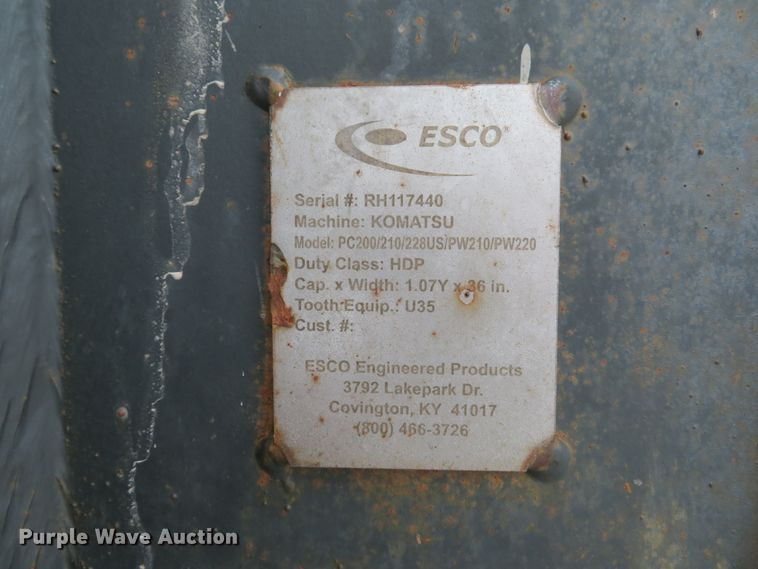 ESCO®
Serial #: RH117440
Machine: KOMATSU
Model: PC200/210/228US/PW210/PW220
Duty Class: HDP
Cap. x Width: 1.07Y x 36 in.
Tooth Equip.: U35
Cust. #:
ESCO Engineered Products
3792 Lakepark Dr.
Covington, KY 41017
(800) 466-3726
Purple Wave Auction